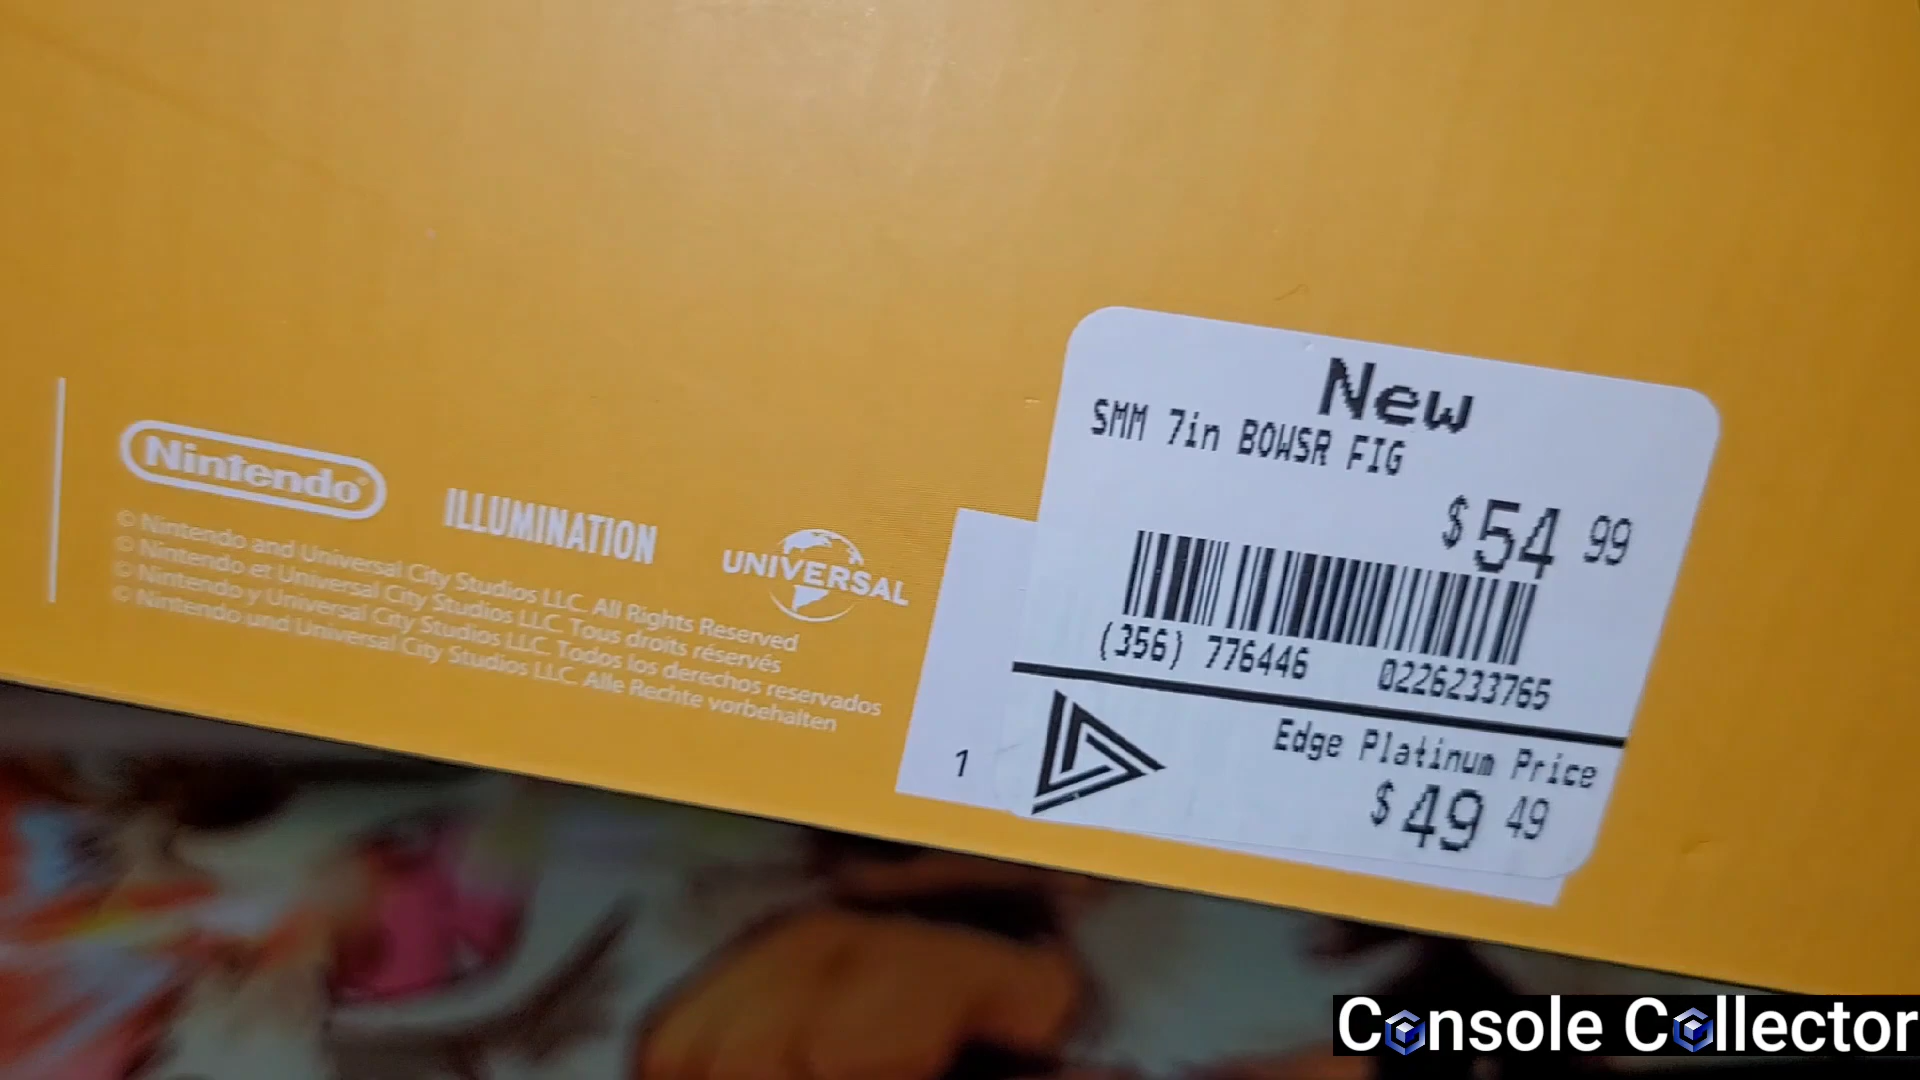 Nintendo®
ILLUMINATION
UNIVERSAL
© Nintendo and Universal City Studios LLC. All Rights Reserved
© Nintendo et Universal City Studios LLC. Tous droits réservés
© Nintendo y Universal City Studios LLC. Todos los derechos reservados
© Nintendo und Universal City Studios LLC. Alle Rechte vorbehalten
1
New
SMM 7in BOWSR FIG
$54 99
(356) 776446 0226233765
Edge Platinum Price
$49 49
Console Collector